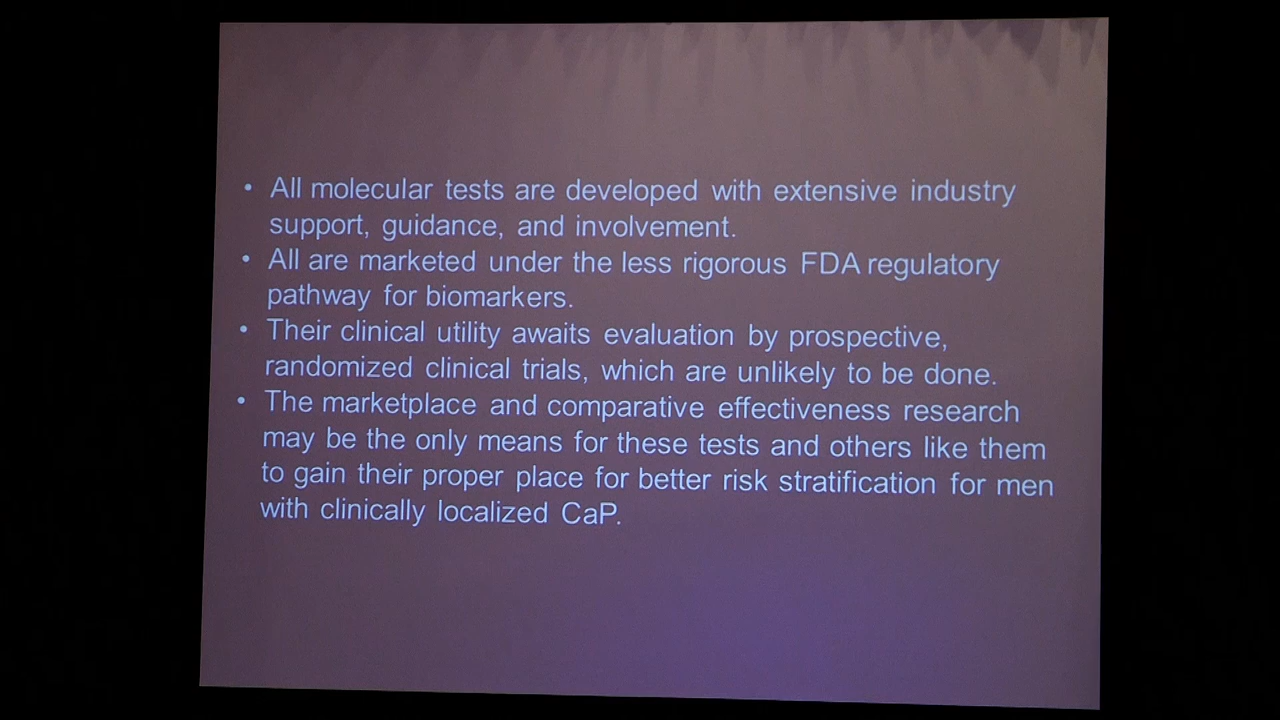 • All molecular tests are developed with extensive industry
support, guidance, and involvement.
• All are marketed under the less rigorous FDA regulatory
pathway for biomarkers.
• Their clinical utility awaits evaluation by prospective,
randomized clinical trials, which are unlikely to be done.
• The marketplace and comparative effectiveness research
may be the only means for these tests and others like them
to gain their proper place for better risk stratification for men
with clinically localized CaP.